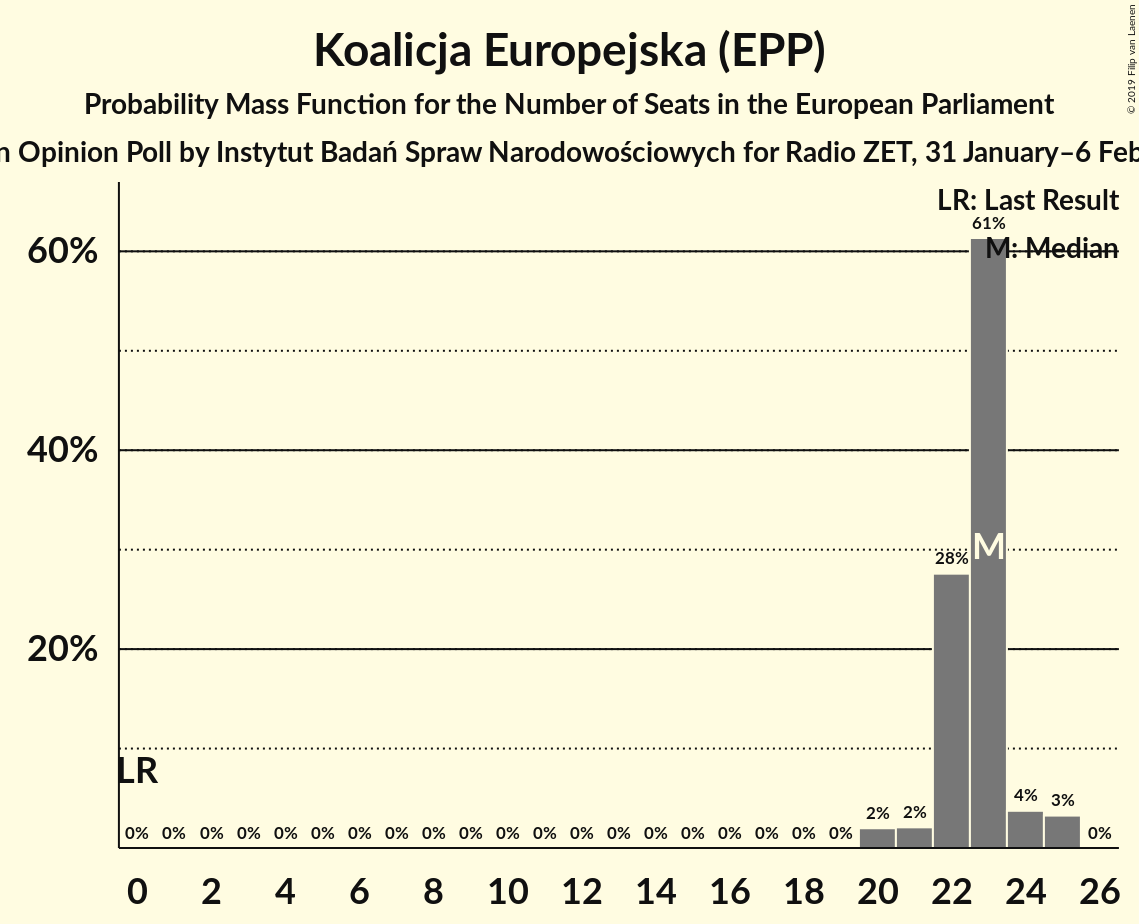 Koalicja Europejska (EPP)
Probability Mass Function for the Number of Seats in the European Parliament
n Opinion Poll by Instytut Badań Spraw Narodowościowych for Radio ZET, 31 January–6 Feb
© 2019 Filip van Laenen
LR: Last Result
M: Median
60%
40%
20%
61%
28%
M
LR
0% 0% 0% 0% 0% 0% 0% 0% 0% 0% 0% 0% 0% 0% 0% 0% 0% 0% 0% 0% 2% 2% 4% 3% 0%
0 2 4 6 8 10 12 14 16 18 20 22 24 26